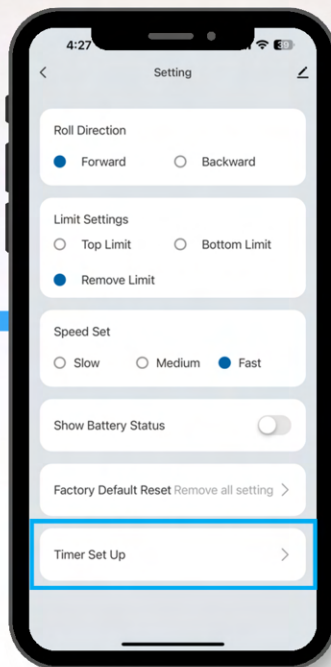 4:27
39
Setting
Roll Direction
Forward Backward
Limit Settings
Top Limit Bottom Limit
Remove Limit
Speed Set
Slow Medium Fast
Show Battery Status
Factory Default Reset Remove all setting
Timer Set Up